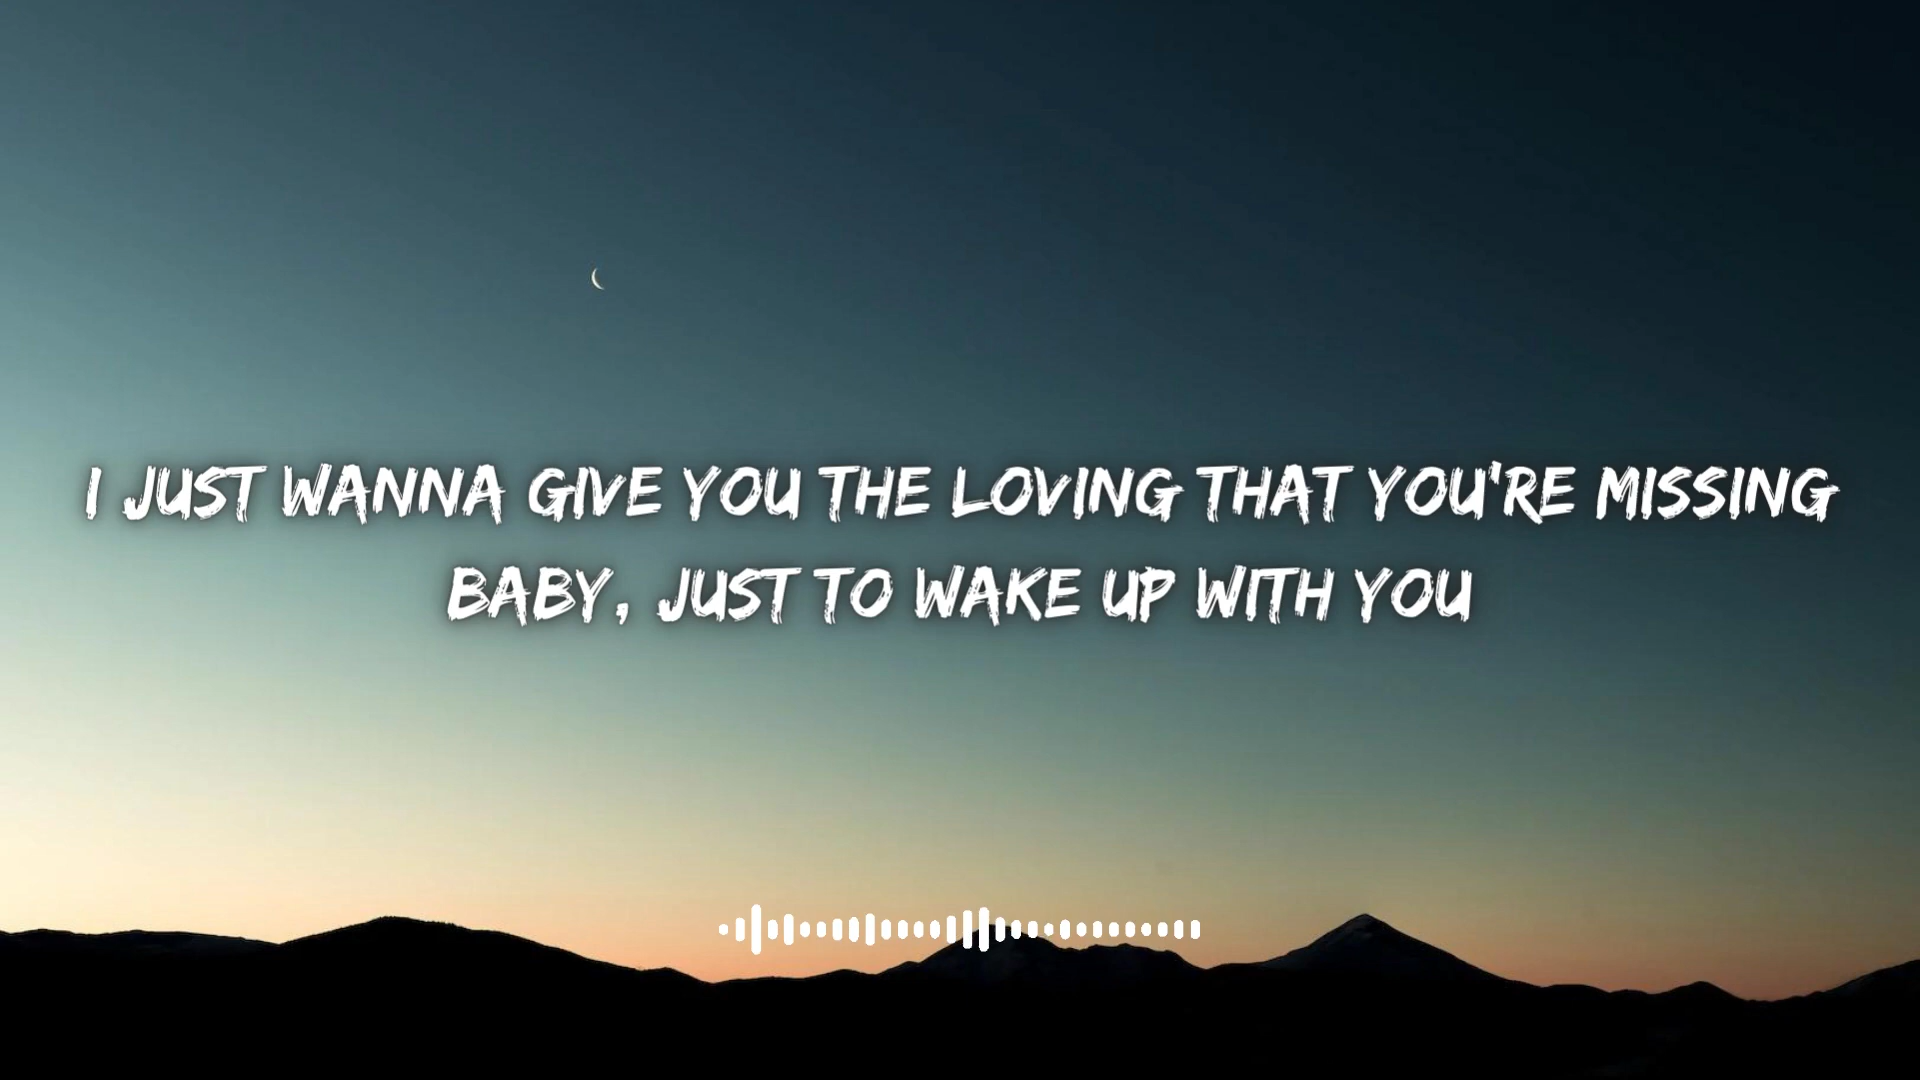 I JUST WANNA GIVE YOU THE LOVING THAT YOU'RE MISSING
BABY, JUST TO WAKE UP WITH YOU